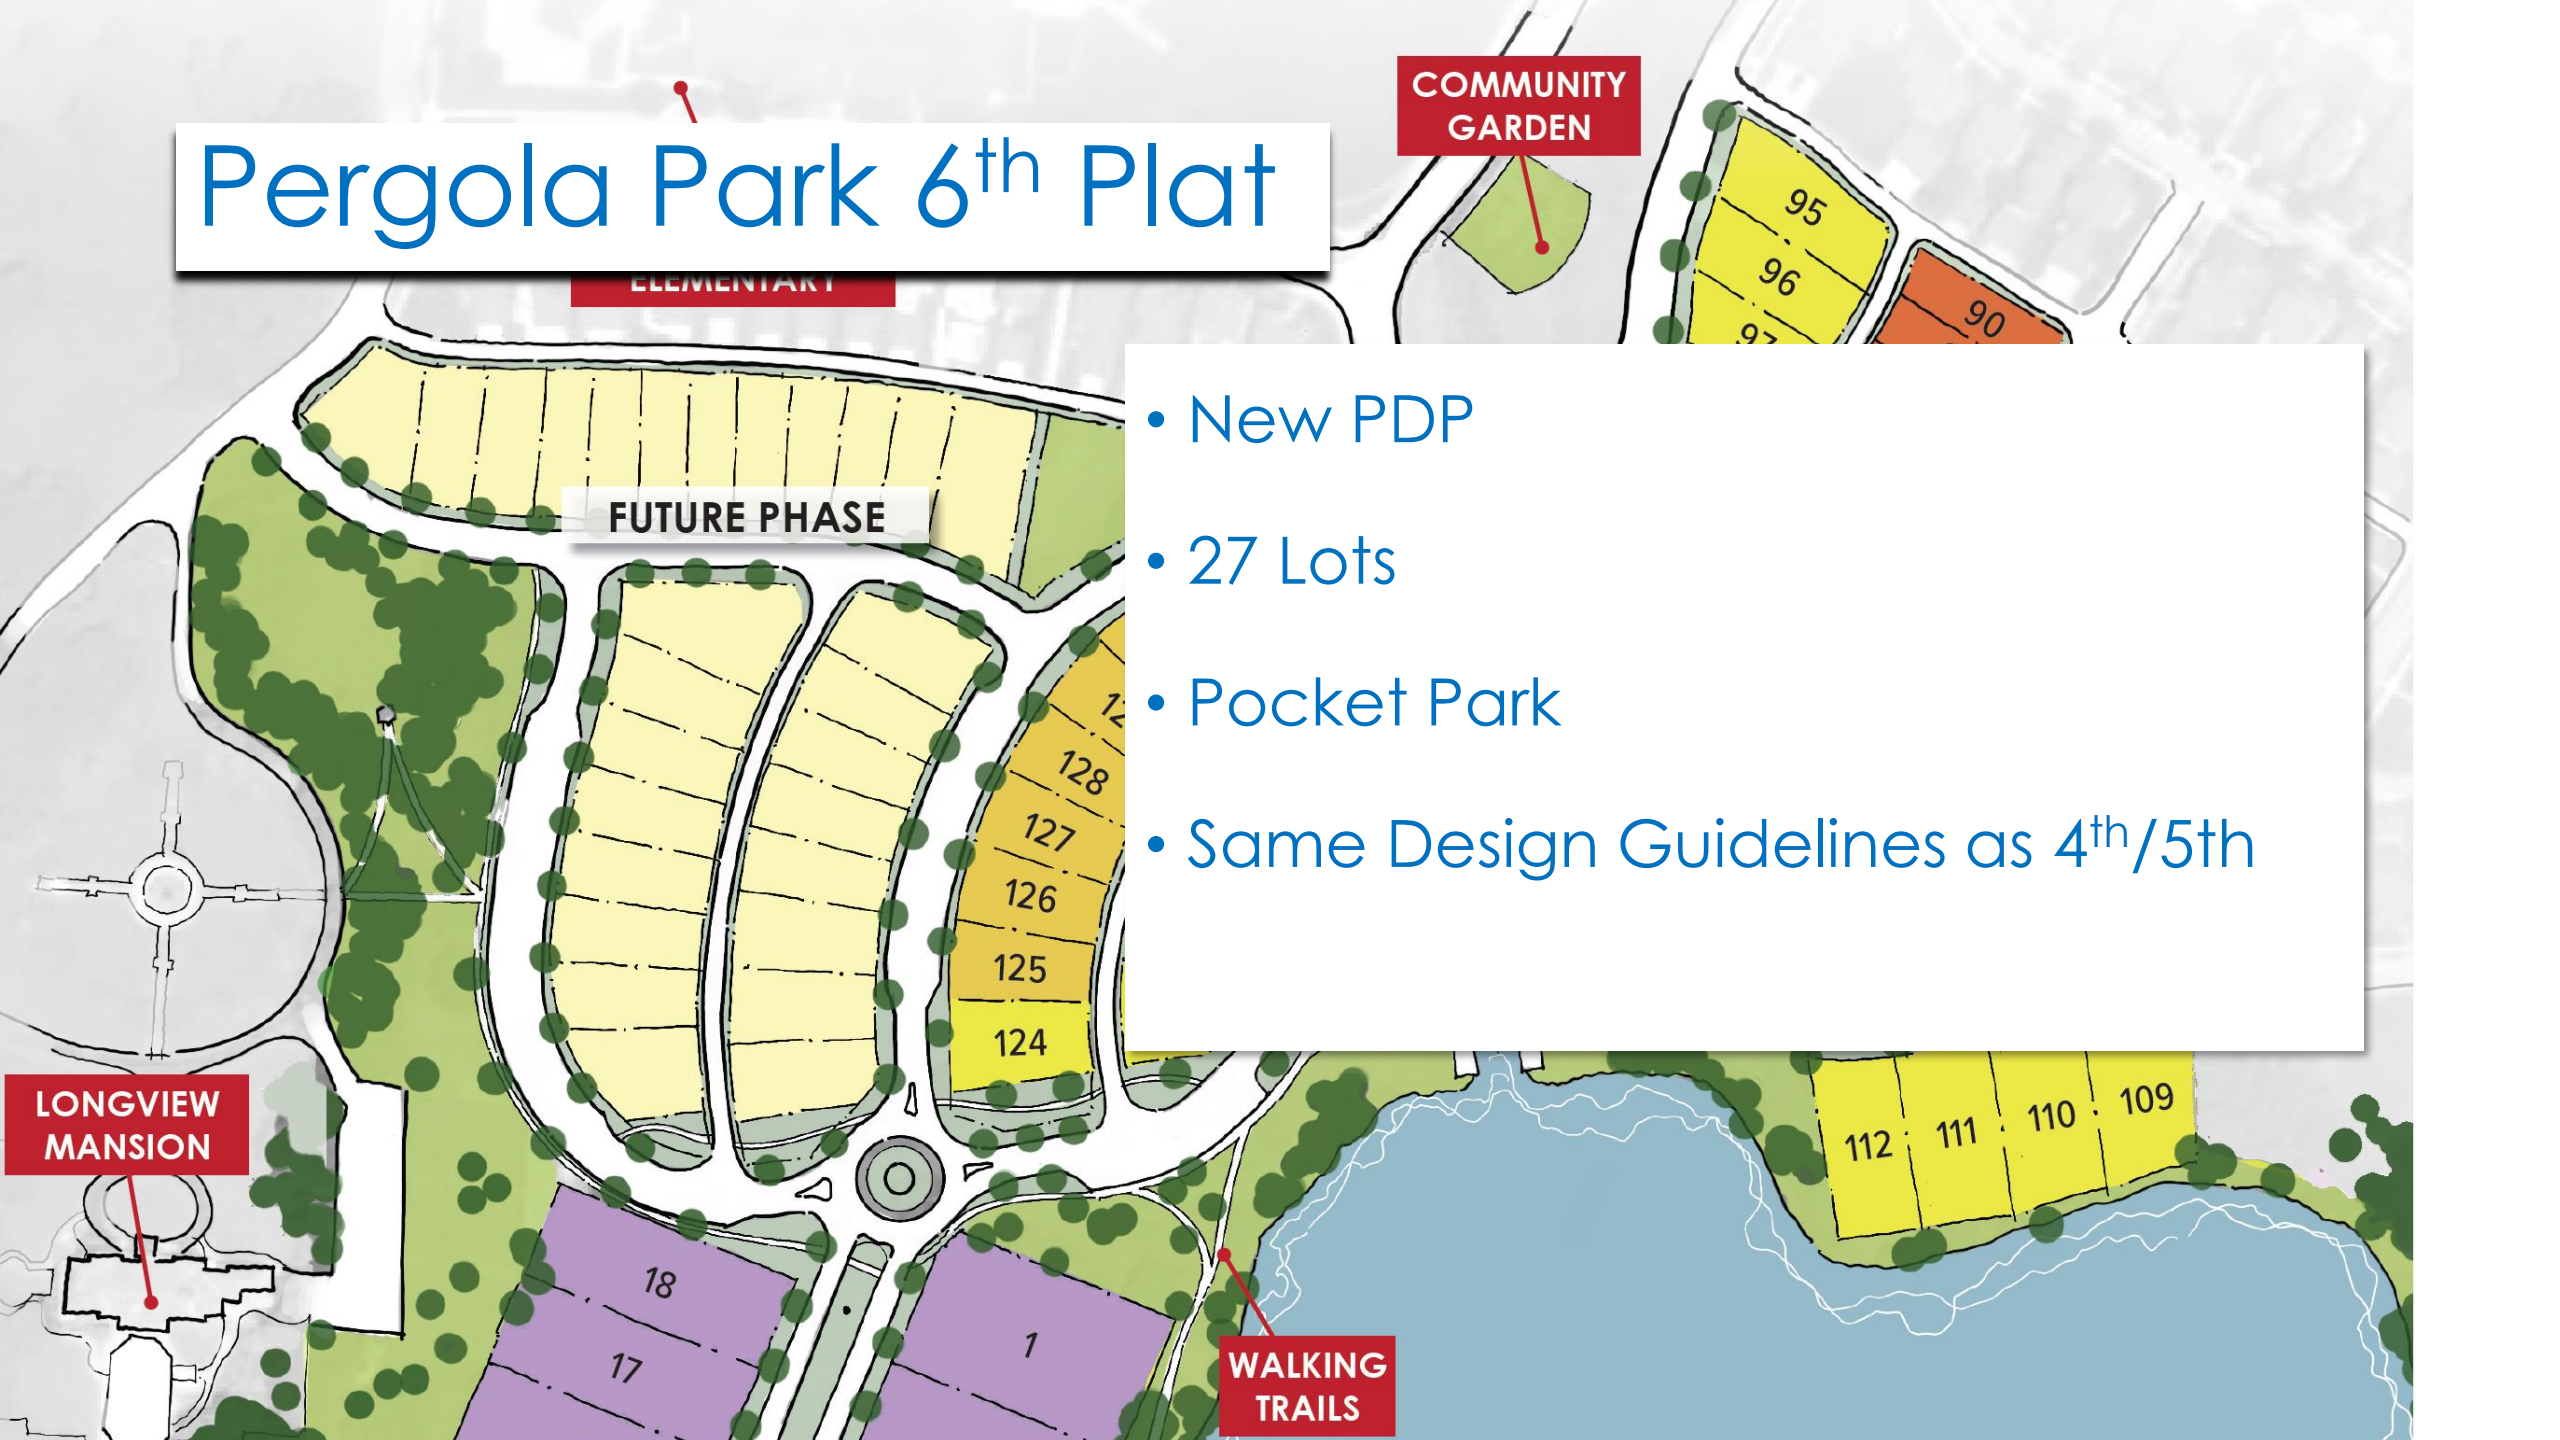 COMMUNITY
GARDEN
Pergola Park 6th Plat
ELEMENTARY
95
96
97
90
• New PDP
• 27 Lots
• Pocket Park
• Same Design Guidelines as 4th/5th
FUTURE PHASE
128
127
126
125
124
LONGVIEW
MANSION
112
111
110
109
18
17
1
WALKING
TRAILS